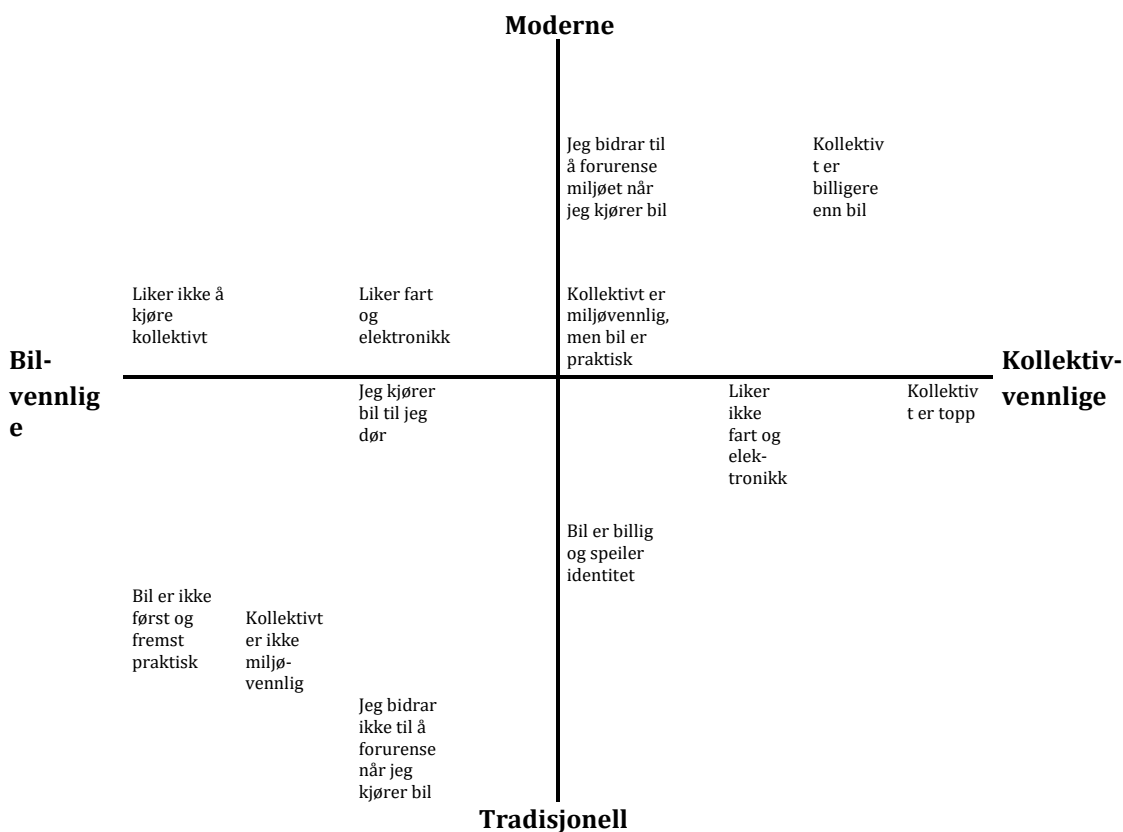 Moderne
Jeg bidrar til
å forurense
miljøet når
jeg kjører bil
Kollektiv
t er
billigere
enn bil
Liker ikke å
kjøre
kollektivt
Liker fart
og
elektronikk
Kollektivt er
miljøvennlig,
men bil er
praktisk
Bil-
vennlig
e
Kollektiv-
vennlige
Jeg kjører
bil til jeg
dør
Liker
ikke
fart og
elek-
tronikk
Kollektiv
t er topp
Bil er billig
og speiler
identitet
Bil er ikke
først og
fremst
praktisk
Kollektivt
er ikke
miljø-
vennlig
Jeg bidrar
ikke til å
forurense
når jeg
kjører bil
Tradisjonell